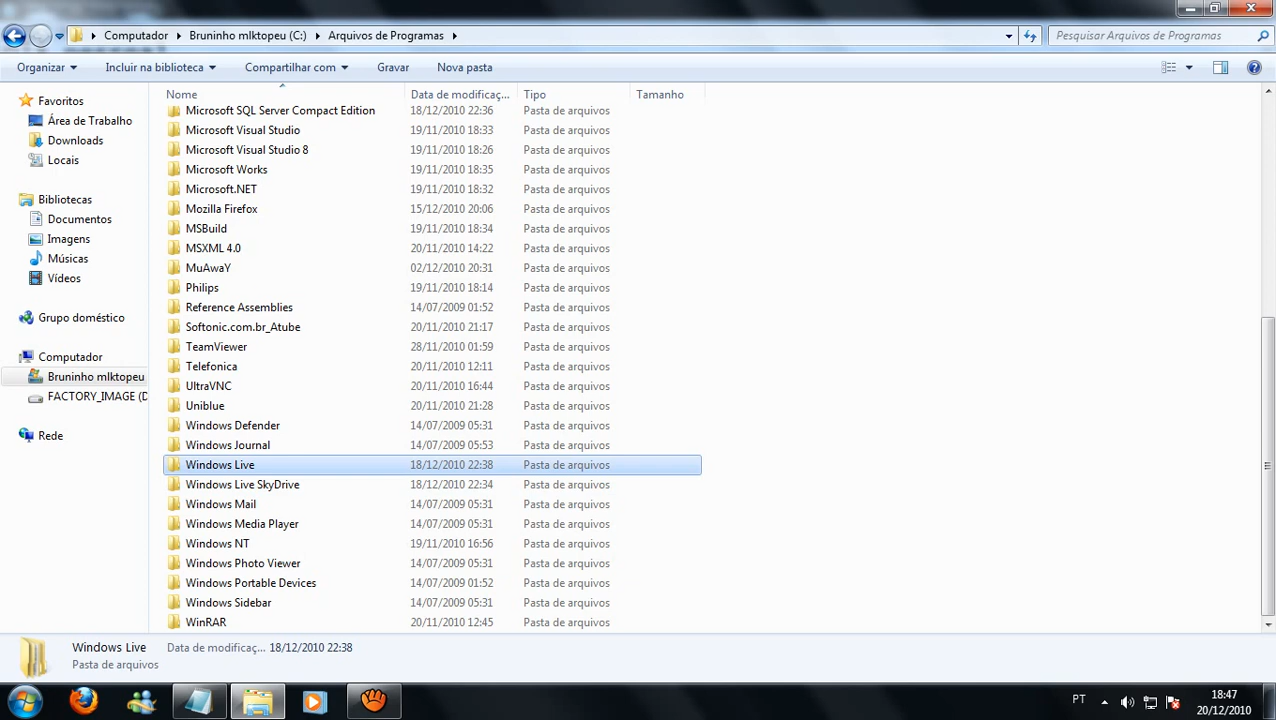 Computador Bruninho mlktopeu (C:) Arquivos de Programas
Pesquisar Arquivos de Programas
Organizar Incluir na biblioteca Compartilhar com Gravar Nova pasta
Nome Data de modificaç... Tipo Tamanho
Favoritos
Área de Trabalho
Downloads
Locais
Bibliotecas
Documentos
Imagens
Músicas
Vídeos
Grupo doméstico
Computador
Bruninho mlktopeu
FACTORY_IMAGE (D
Rede
Microsoft SQL Server Compact Edition 18/12/2010 22:36 Pasta de arquivos
Microsoft Visual Studio 19/11/2010 18:33 Pasta de arquivos
Microsoft Visual Studio 8 19/11/2010 18:26 Pasta de arquivos
Microsoft Works 19/11/2010 18:35 Pasta de arquivos
Microsoft.NET 19/11/2010 18:32 Pasta de arquivos
Mozilla Firefox 15/12/2010 20:06 Pasta de arquivos
MSBuild 19/11/2010 18:34 Pasta de arquivos
MSXML 4.0 20/11/2010 14:22 Pasta de arquivos
MuAwaY 02/12/2010 20:31 Pasta de arquivos
Philips 19/11/2010 18:14 Pasta de arquivos
Reference Assemblies 14/07/2009 01:52 Pasta de arquivos
Softonic.com.br_Atube 20/11/2010 21:17 Pasta de arquivos
TeamViewer 28/11/2010 01:59 Pasta de arquivos
Telefonica 20/11/2010 12:11 Pasta de arquivos
UltraVNC 20/11/2010 16:44 Pasta de arquivos
Uniblue 20/11/2010 21:28 Pasta de arquivos
Windows Defender 14/07/2009 05:31 Pasta de arquivos
Windows Journal 14/07/2009 05:53 Pasta de arquivos
Windows Live 18/12/2010 22:38 Pasta de arquivos
Windows Live SkyDrive 18/12/2010 22:34 Pasta de arquivos
Windows Mail 14/07/2009 05:31 Pasta de arquivos
Windows Media Player 14/07/2009 05:31 Pasta de arquivos
Windows NT 19/11/2010 16:56 Pasta de arquivos
Windows Photo Viewer 14/07/2009 05:31 Pasta de arquivos
Windows Portable Devices 14/07/2009 01:52 Pasta de arquivos
Windows Sidebar 14/07/2009 05:31 Pasta de arquivos
WinRAR 20/11/2010 12:45 Pasta de arquivos
Windows Live Data de modificaç... 18/12/2010 22:38
Pasta de arquivos
PT
18:47
20/12/2010